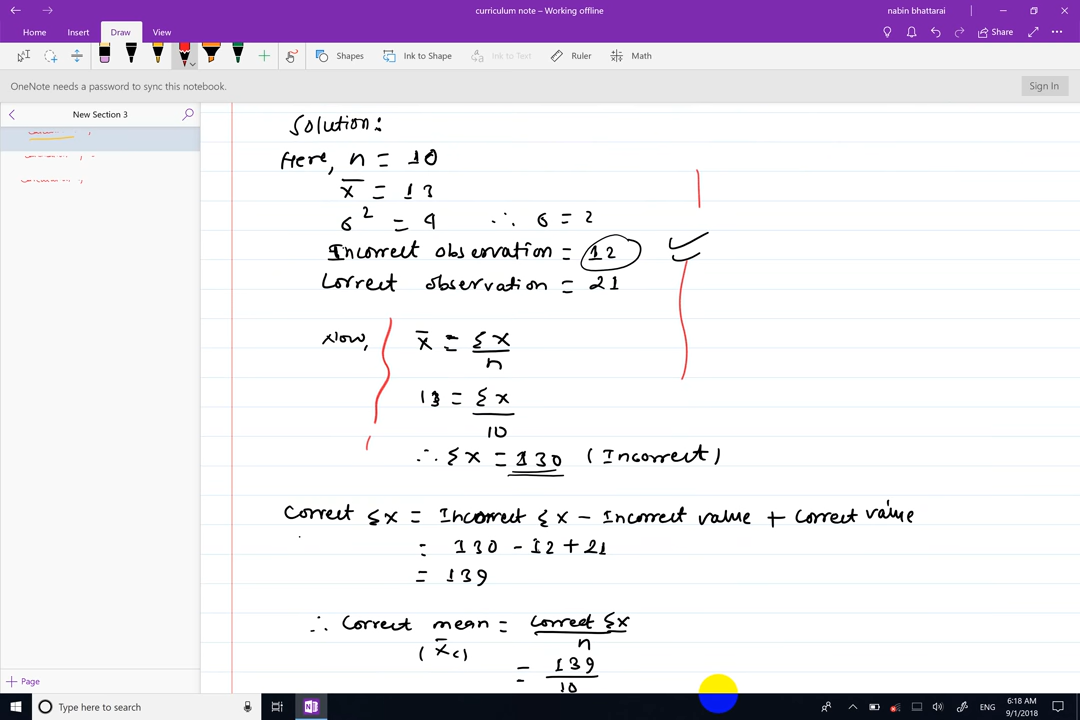 curriculum note – Working offline
nabin bhattarai
Home Insert Draw View
Share
Shapes Ink to Shape Ink to Text Ruler Math
OneNote needs a password to sync this notebook.
Sign In
New Section 3
Solution:
Here, n = 10
x̄ = 13
σ² = 4 ∴ σ = 2
Incorrect observation = 12
Correct observation = 21
Now, x̄ = Σx/n
13 = Σx/10
∴ Σx = 130 (Incorrect)
Correct Σx = Incorrect Σx − Incorrect value + Correct value
= 130 - 12 + 21
= 139
∴ Correct mean = Correct Σx/n
(x̄c)
= 139/10
+ Page
Type here to search
ENG
6:18 AM
9/1/2018